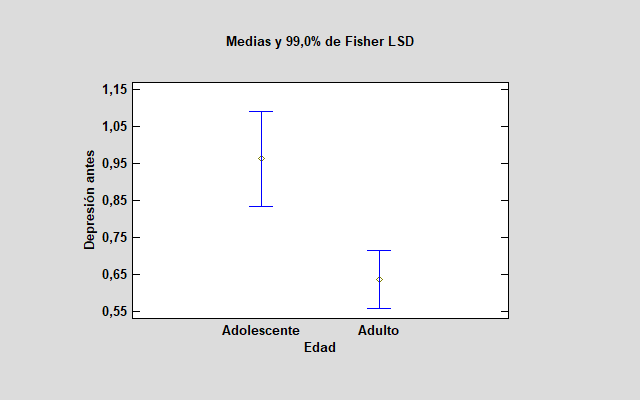 Medias y 99,0% de Fisher LSD
1,15
1,05
0,95
0,85
0,75
0,65
0,55
Depresión antes
Adolescente Adulto
Edad